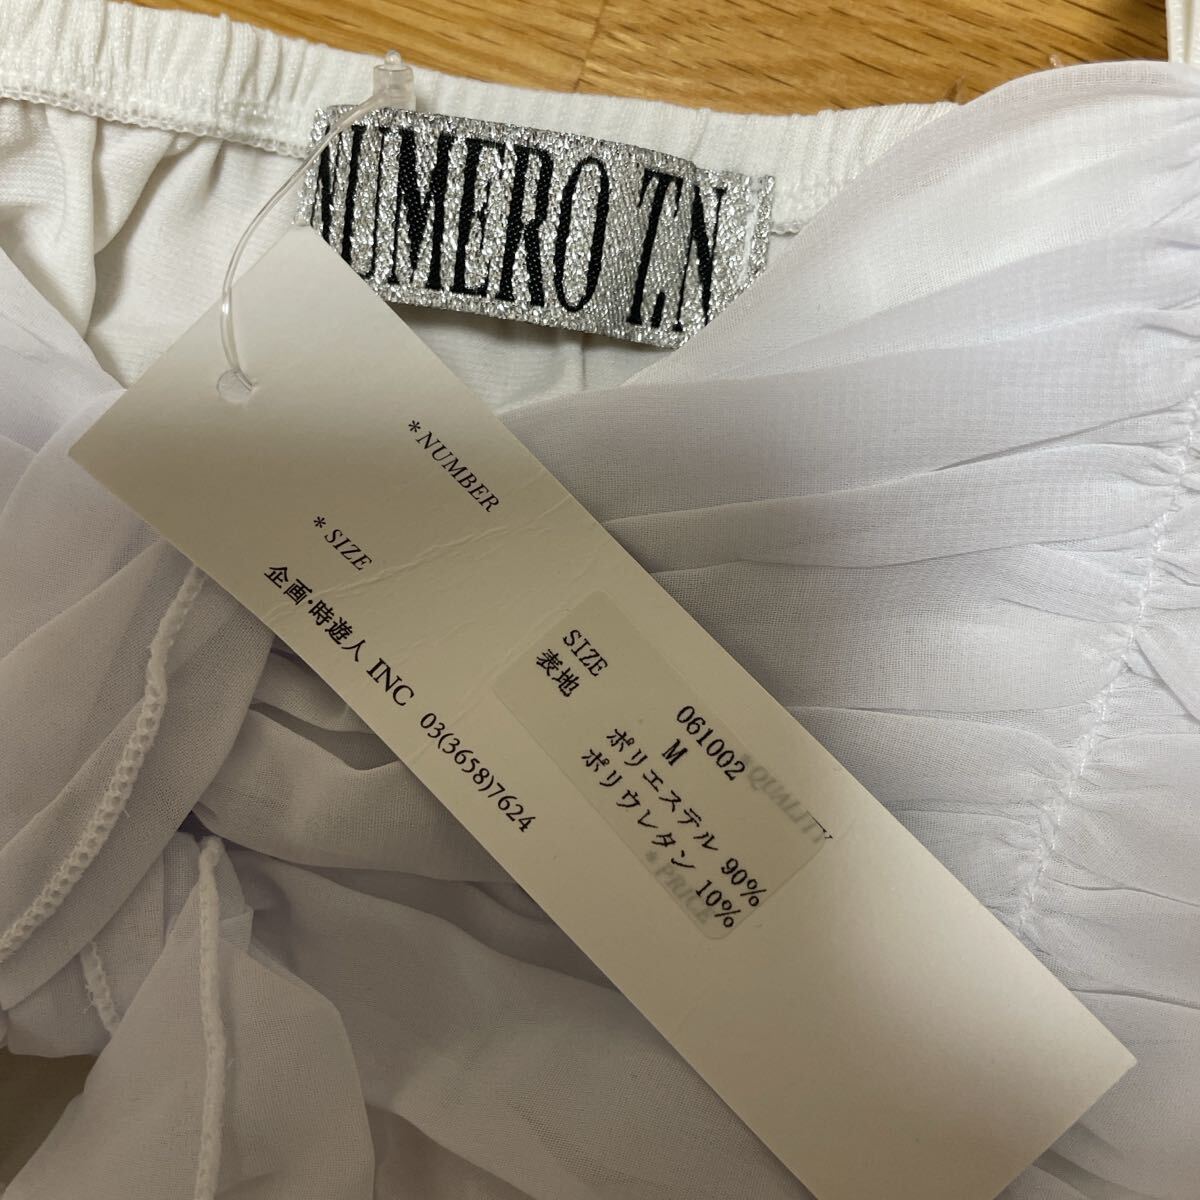 NUMERO T.N
*NUMBER
*SIZE
企画・時遊人 INC 03(3658)7624
061002
SIZE M
表地 ポリエステル 90%
ポリウレタン 10%
*QUALITY
*PRICE